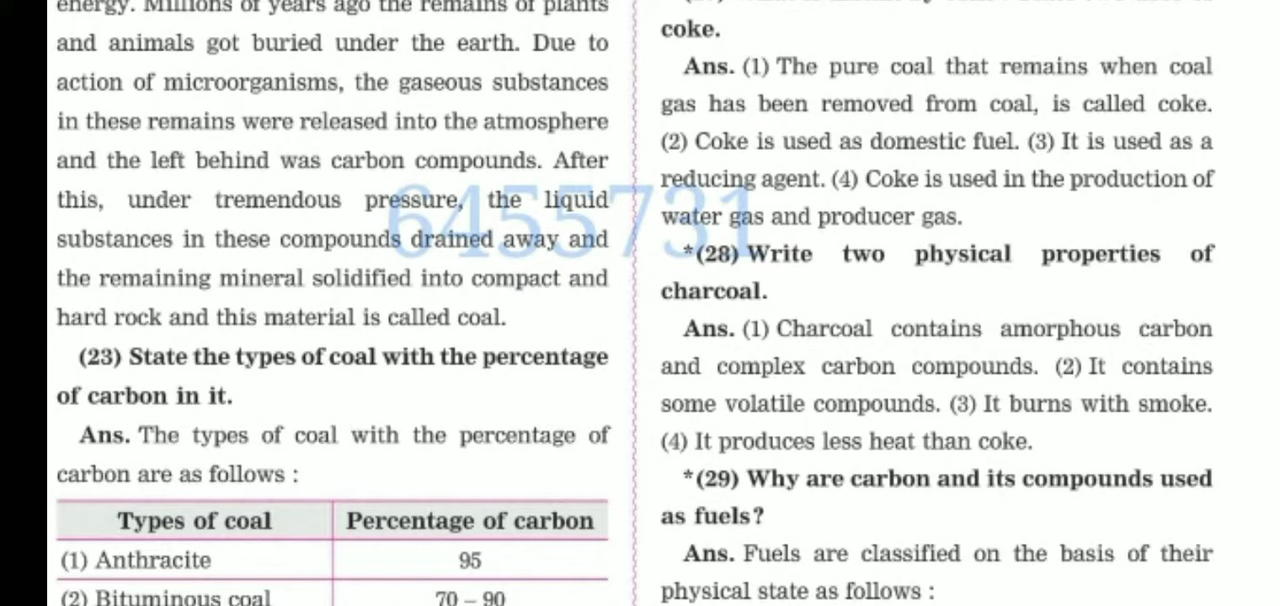 energy. Millions of years ago the remains of plants
and animals got buried under the earth. Due to
action of microorganisms, the gaseous substances
in these remains were released into the atmosphere
and the left behind was carbon compounds. After
this, under tremendous pressure, the liquid
substances in these compounds drained away and
the remaining mineral solidified into compact and
hard rock and this material is called coal.
(23) State the types of coal with the percentage
of carbon in it.
Ans. The types of coal with the percentage of
carbon are as follows :
Types of coal Percentage of carbon
(1) Anthracite 95
(2) Bituminous coal 70 – 90
coke.
Ans. (1) The pure coal that remains when coal
gas has been removed from coal, is called coke.
(2) Coke is used as domestic fuel. (3) It is used as a
reducing agent. (4) Coke is used in the production of
water gas and producer gas.
*(28) Write two physical properties of
charcoal.
Ans. (1) Charcoal contains amorphous carbon
and complex carbon compounds. (2) It contains
some volatile compounds. (3) It burns with smoke.
(4) It produces less heat than coke.
*(29) Why are carbon and its compounds used
as fuels?
Ans. Fuels are classified on the basis of their
physical state as follows :
6455731